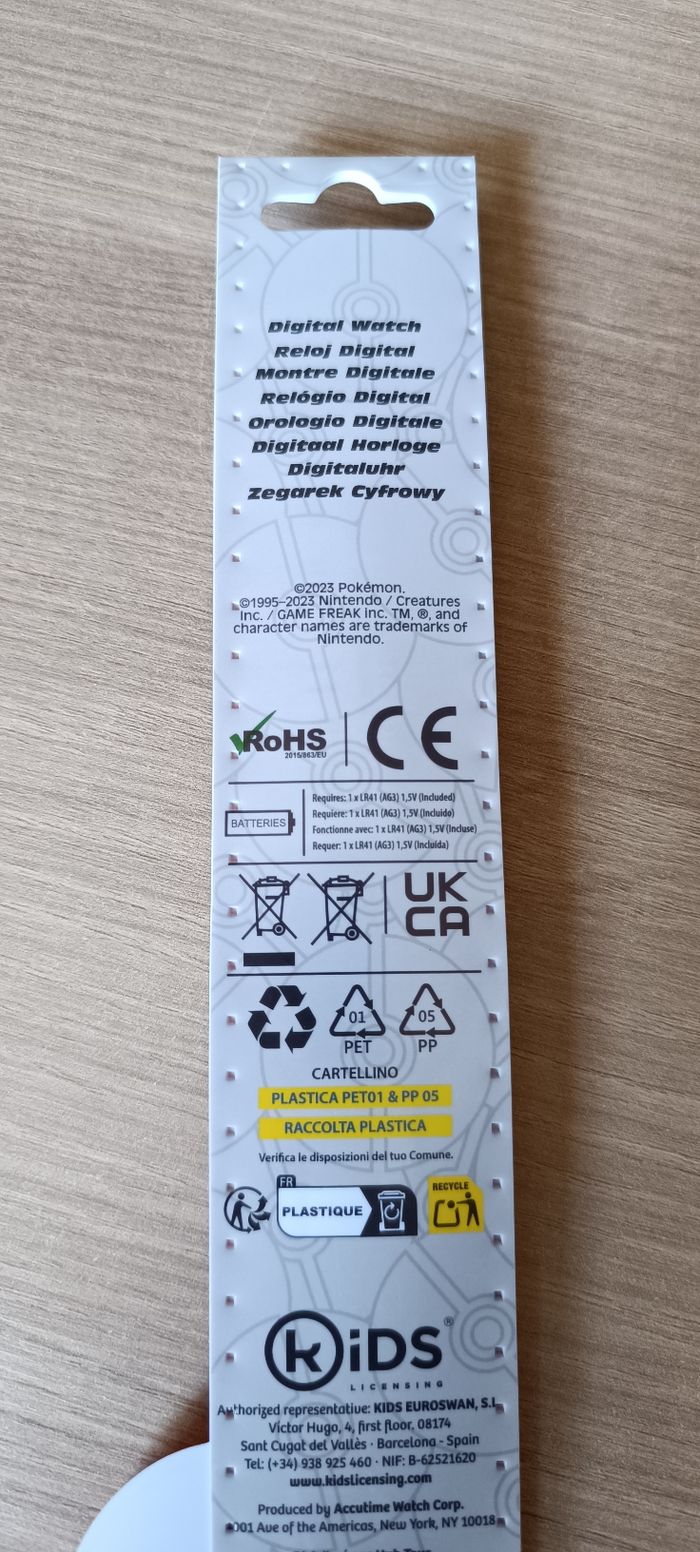 Digital Watch
Reloj Digital
Montre Digitale
Relógio Digital
Orologio Digitale
Digitaal Horloge
Digitaluhr
Zegarek Cyfrowy
©2023 Pokémon.
©1995–2023 Nintendo / Creatures
Inc. / GAME FREAK inc. TM, ®, and
character names are trademarks of
Nintendo.
RoHS
2015/863/EU
CE
BATTERIES
Requires: 1 x LR41 (AG3) 1,5V (Included)
Requiere: 1 x LR41 (AG3) 1,5V (Incluido)
Fonctionne avec: 1 x LR41 (AG3) 1,5V (Incluse)
Requer: 1 x LR41 (AG3) 1,5V (Incluída)
UK
CA
01
PET
05
PP
CARTELLINO
PLASTICA PET01 & PP 05
RACCOLTA PLASTICA
Verifica le disposizioni del tuo Comune.
FR
PLASTIQUE
RECYCLE
kiDS®
LICENSING
Authorized representative: KIDS EUROSWAN, S.L.
Víctor Hugo, 4, first floor, 08174
Sant Cugat del Vallès · Barcelona - Spain
Tel: (+34) 938 925 460 · NIF: B-62521620
www.kidslicensing.com
Produced by Accutime Watch Corp.
1001 Ave of the Americas, New York, NY 10018